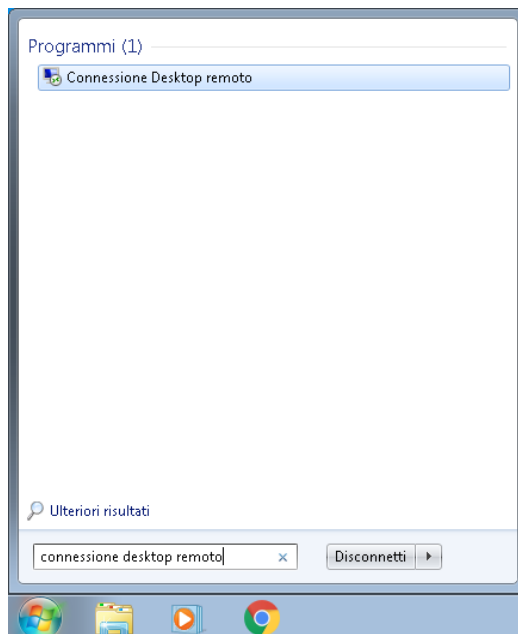 Programmi (1)
Connessione Desktop remoto
Ulteriori risultati
connessione desktop remoto
Disconnetti